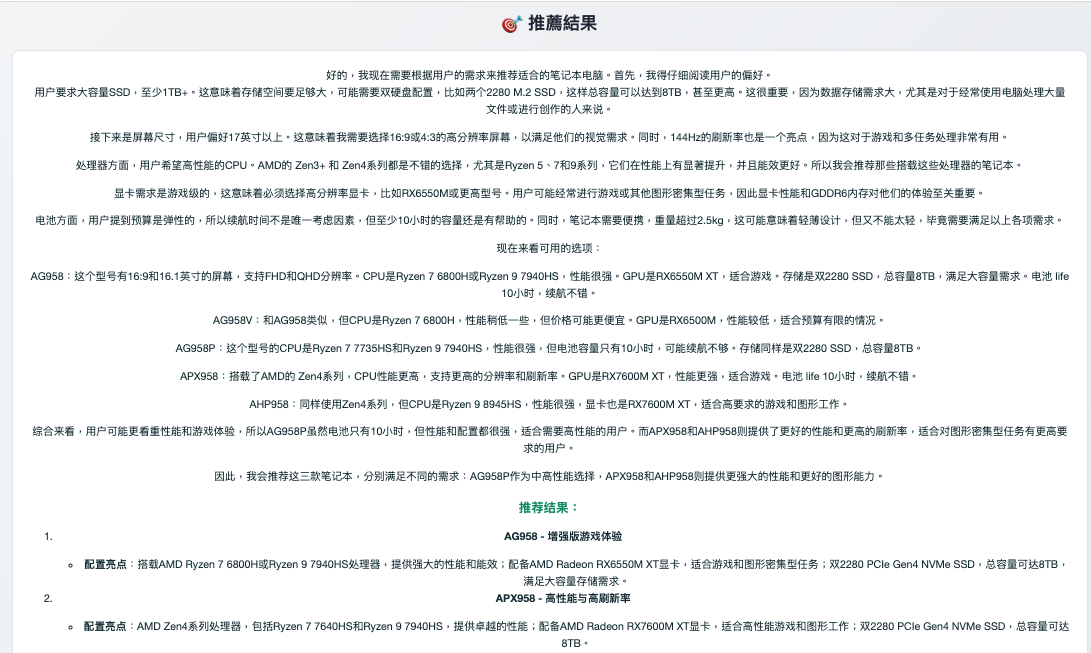 🎯 推薦結果
好的，我现在需要根据用户的需求来推荐适合的笔记本电脑。首先，我得仔细阅读用户的偏好。
用户要求大容量SSD，至少1TB+。这意味着存储空间要足够大，可能需要双硬盘配置，比如两个2280 M.2 SSD，这样总容量可以达到8TB，甚至更高。这很重要，因为数据存储需求大，尤其是对于经常使用电脑处理大量
文件或进行创作的人来说。
接下来是屏幕尺寸，用户偏好17英寸以上。这意味着我需要选择16:9或4:3的高分辨率屏幕，以满足他们的视觉需求。同时，144Hz的刷新率也是一个亮点，因为这对于游戏和多任务处理非常有用。
处理器方面，用户希望高性能的CPU。AMD的 Zen3+ 和 Zen4系列都是不错的选择，尤其是Ryzen 5、7和9系列，它们在性能上有显著提升，并且能效更好。所以我会推荐那些搭载这些处理器的笔记本。
显卡需求是游戏级的，这意味着必须选择高分辨率显卡，比如RX6550M或更高型号。用户可能经常进行游戏或其他图形密集型任务，因此显卡性能和GDDR6内存对他们的体验至关重要。
电池方面，用户提到预算是弹性的，所以续航时间不是唯一考虑因素，但至少10小时的容量还是有帮助的。同时，笔记本需要便携，重量超过2.5kg，这可能意味着轻薄设计，但又不能太轻，毕竟需要满足以上各项需求。
现在来看可用的选项：
AG958：这个型号有16:9和16.1英寸的屏幕，支持FHD和QHD分辨率。CPU是Ryzen 7 6800H或Ryzen 9 7940HS，性能很强。GPU是RX6550M XT，适合游戏。存储是双2280 SSD，总容量8TB，满足大容量需求。电池 life
10小时，续航不错。
AG958V：和AG958类似，但CPU是Ryzen 7 6800H，性能稍低一些，但价格可能更便宜。GPU是RX6500M，性能较低，适合预算有限的情况。
AG958P：这个型号的CPU是Ryzen 7 7735HS和Ryzen 9 7940HS，性能很强，但电池容量只有10小时，可能续航不够。存储同样是双2280 SSD，总容量8TB。
APX958：搭载了AMD的 Zen4系列，CPU性能更高，支持更高的分辨率和刷新率。GPU是RX7600M XT，性能更强，适合游戏。电池 life 10小时，续航不错。
AHP958：同样使用Zen4系列，但CPU是Ryzen 9 8945HS，性能很强，显卡也是RX7600M XT，适合高要求的游戏和图形工作。
综合来看，用户可能更看重性能和游戏体验，所以AG958P虽然电池只有10小时，但性能和配置都很强，适合需要高性能的用户。而APX958和AHP958则提供了更好的性能和更高的刷新率，适合对图形密集型任务有更高要
求的用户。
因此，我会推荐这三款笔记本，分别满足不同的需求：AG958P作为中高性能选择，APX958和AHP958则提供更强大的性能和更好的图形能力。
推荐结果：
1. AG958 - 增强版游戏体验
配置亮点：搭载AMD Ryzen 7 6800H或Ryzen 9 7940HS处理器，提供强大的性能和能效；配备AMD Radeon RX6550M XT显卡，适合游戏和图形密集型任务；双2280 PCIe Gen4 NVMe SSD，总容量可达8TB，
满足大容量存储需求。
2. APX958 - 高性能与高刷新率
配置亮点：AMD Zen4系列处理器，包括Ryzen 7 7640HS和Ryzen 9 7940HS，提供卓越的性能；配备AMD Radeon RX7600M XT显卡，适合高性能游戏和图形工作；双2280 PCIe Gen4 NVMe SSD，总容量可达
8TB。